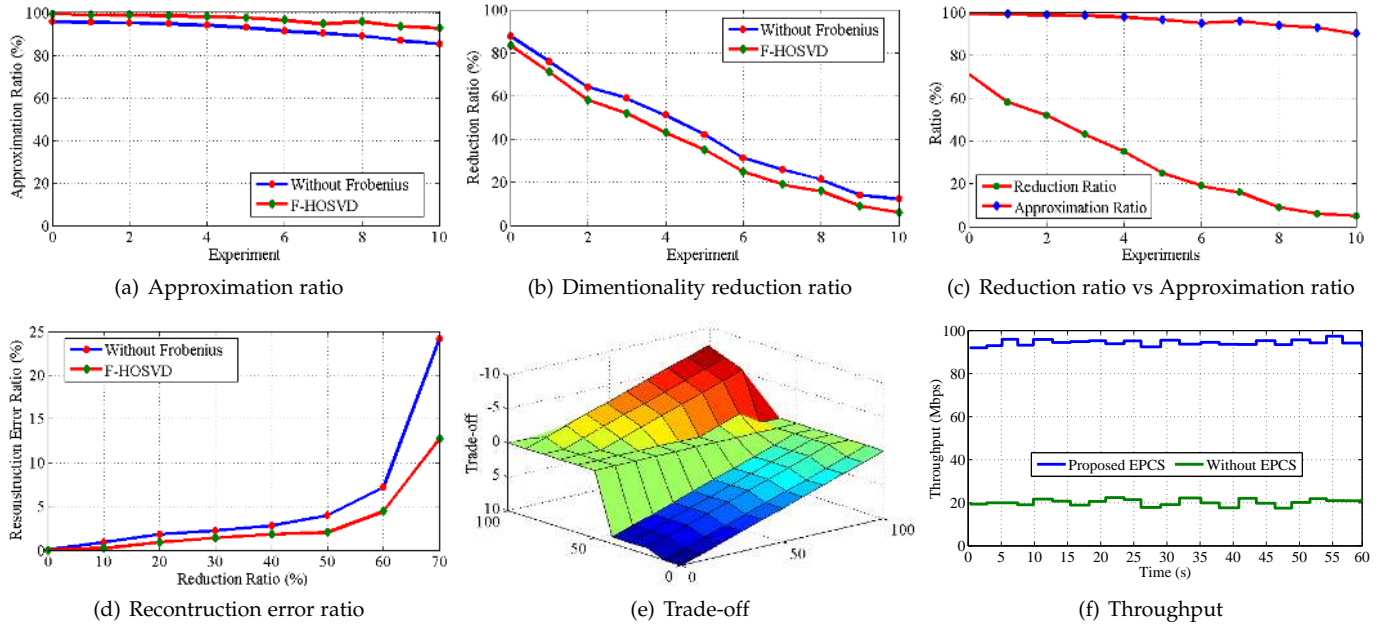 100
80
60
40
20
0
Approximation Ratio (%)
Without Frobenius
F-HOSVD
0 2 4 6 8 10
Experiment
(a) Approximation ratio
100
80
60
40
20
0
Reduction Ratio (%)
Without Frobenius
F-HOSVD
0 2 4 6 8 10
Experiment
(b) Dimentionality reduction ratio
100
80
60
40
20
0
Ratio (%)
Reduction Ratio
Approximation Ratio
0 2 4 6 8 10
Experiments
(c) Reduction ratio vs Approximation ratio
25
20
15
10
5
0
Resonstruction Error Ratio (%)
Without Frobenius
F-HOSVD
0 10 20 30 40 50 60 70
Reduction Ratio (%)
(d) Recontruction error ratio
-10
-5
0
5
10
Trade-off
100
50
0
0
50
100
(e) Trade-off
100
80
60
40
20
0
Throughput (Mbps)
Proposed EPCS
Without EPCS
0 5 10 15 20 25 30 35 40 45 50 55 60
Time (s)
(f) Throughput